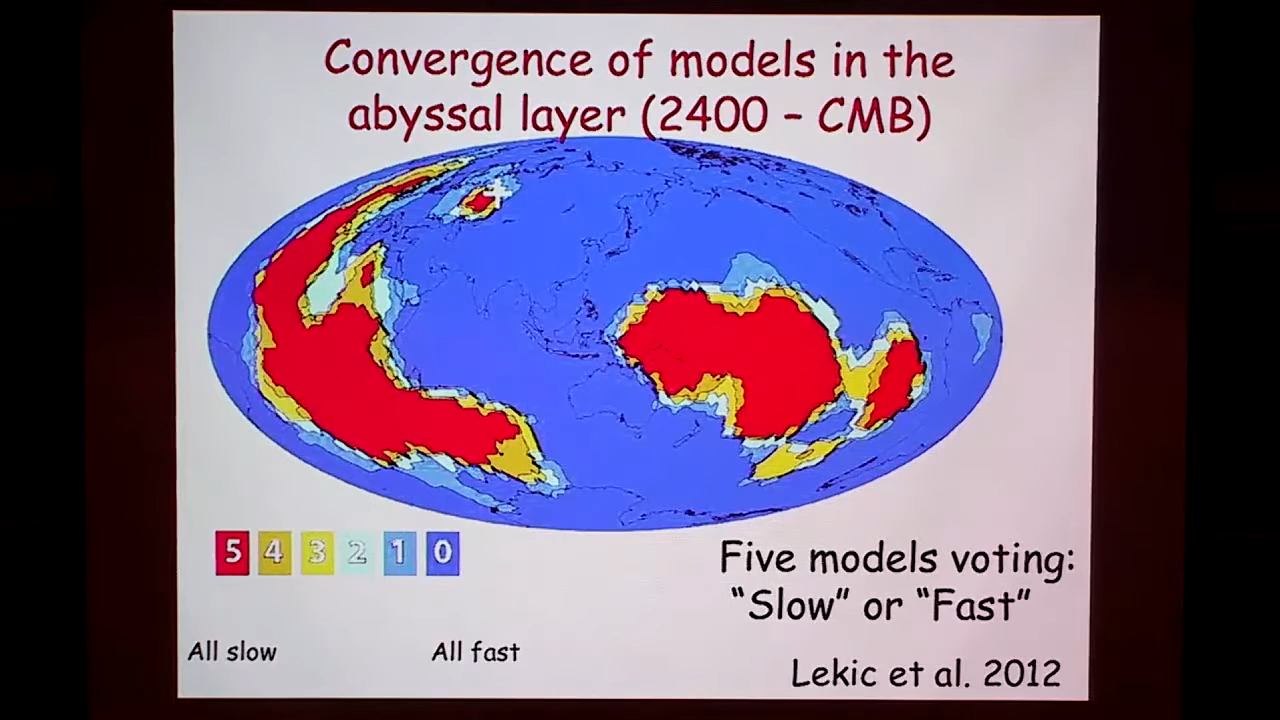 Convergence of models in the
abyssal layer (2400 – CMB)
5 4 3 2 1 0
Five models voting:
“Slow” or “Fast”
All slow
All fast
Lekic et al. 2012